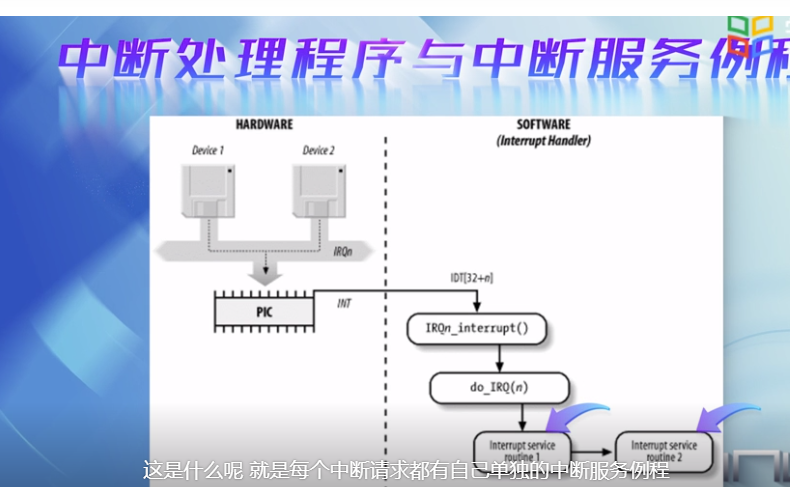 中断处理程序与中断服务例程
HARDWARE
SOFTWARE
(Interrupt Handler)
Device 1
Device 2
IRQn
IDT[32+n]
INT
PIC
IRQn_interrupt()
do_IRQ(n)
Interrupt service
routine 1
Interrupt service
routine 2
这是什么呢 就是每个中断请求都有自己单独的中断服务例程